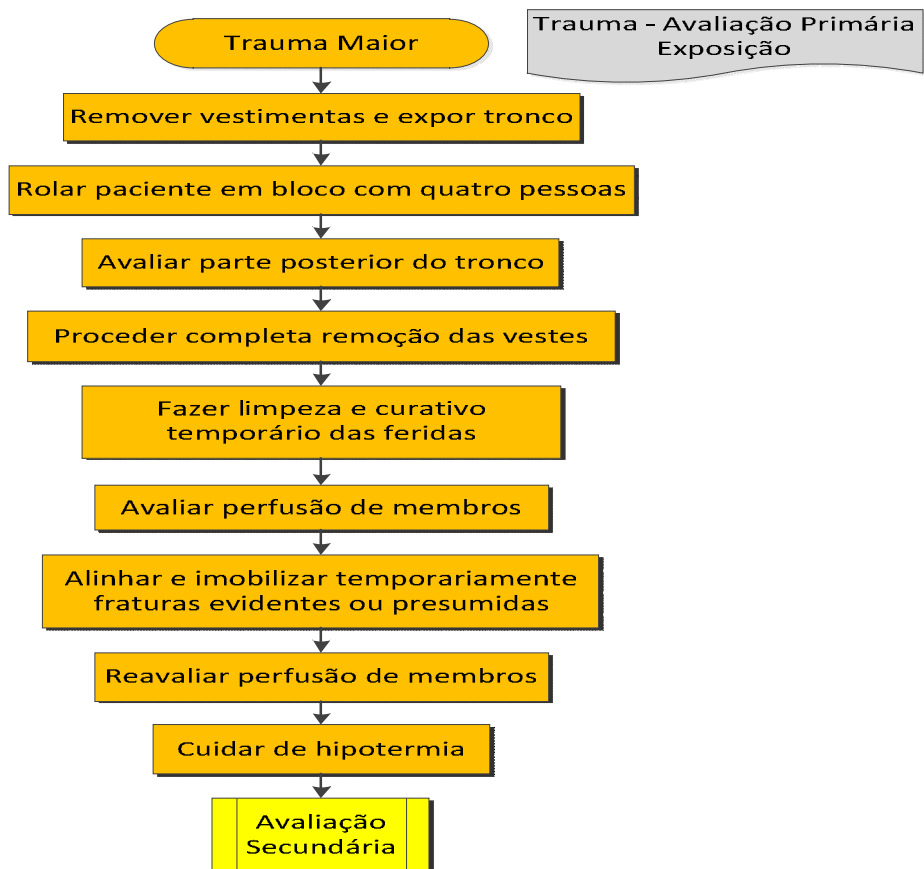 Trauma Maior
Trauma - Avaliação Primária
Exposição
Remover vestimentas e expor tronco
Rolar paciente em bloco com quatro pessoas
Avaliar parte posterior do tronco
Proceder completa remoção das vestes
Fazer limpeza e curativo
temporário das feridas
Avaliar perfusão de membros
Alinhar e imobilizar temporariamente
fraturas evidentes ou presumidas
Reavaliar perfusão de membros
Cuidar de hipotermia
Avaliação
Secundária